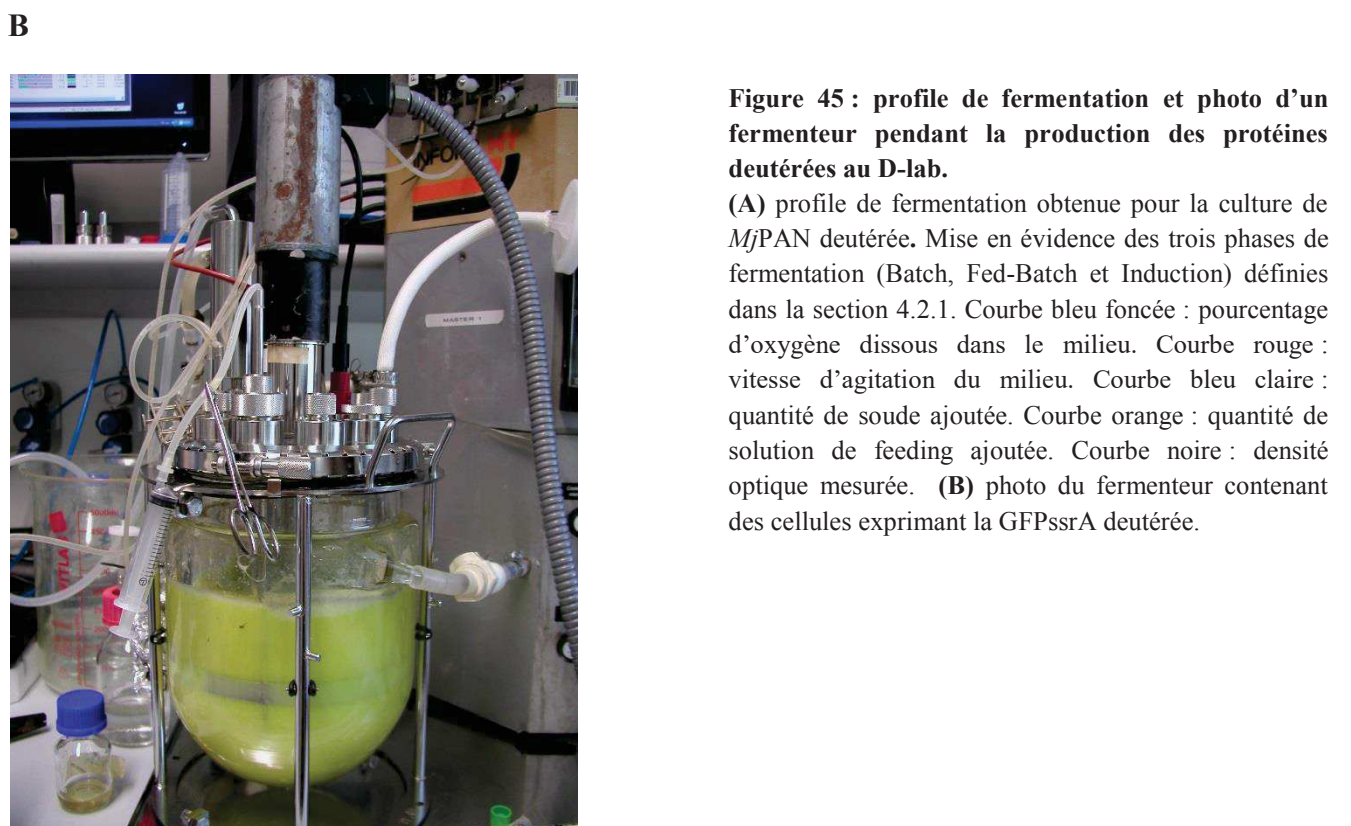 B
Figure 45 : profile de fermentation et photo d’un
fermenteur pendant la production des protéines
deutérées au D-lab.
(A) profile de fermentation obtenue pour la culture de
MjPAN deutérée. Mise en évidence des trois phases de
fermentation (Batch, Fed-Batch et Induction) définies
dans la section 4.2.1. Courbe bleu foncée : pourcentage
d’oxygène dissous dans le milieu. Courbe rouge :
vitesse d’agitation du milieu. Courbe bleu claire :
quantité de soude ajoutée. Courbe orange : quantité de
solution de feeding ajoutée. Courbe noire : densité
optique mesurée. (B) photo du fermenteur contenant
des cellules exprimant la GFPssrA deutérée.
MASTER 1